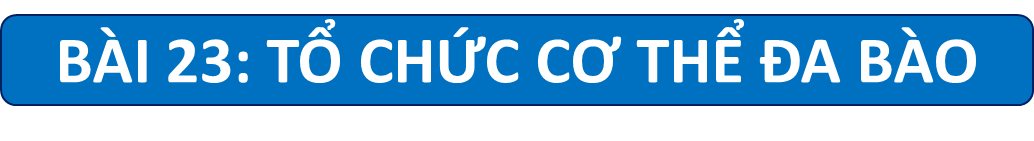 BÀI 23: TỔ CHỨC CƠ THỂ ĐA BÀO